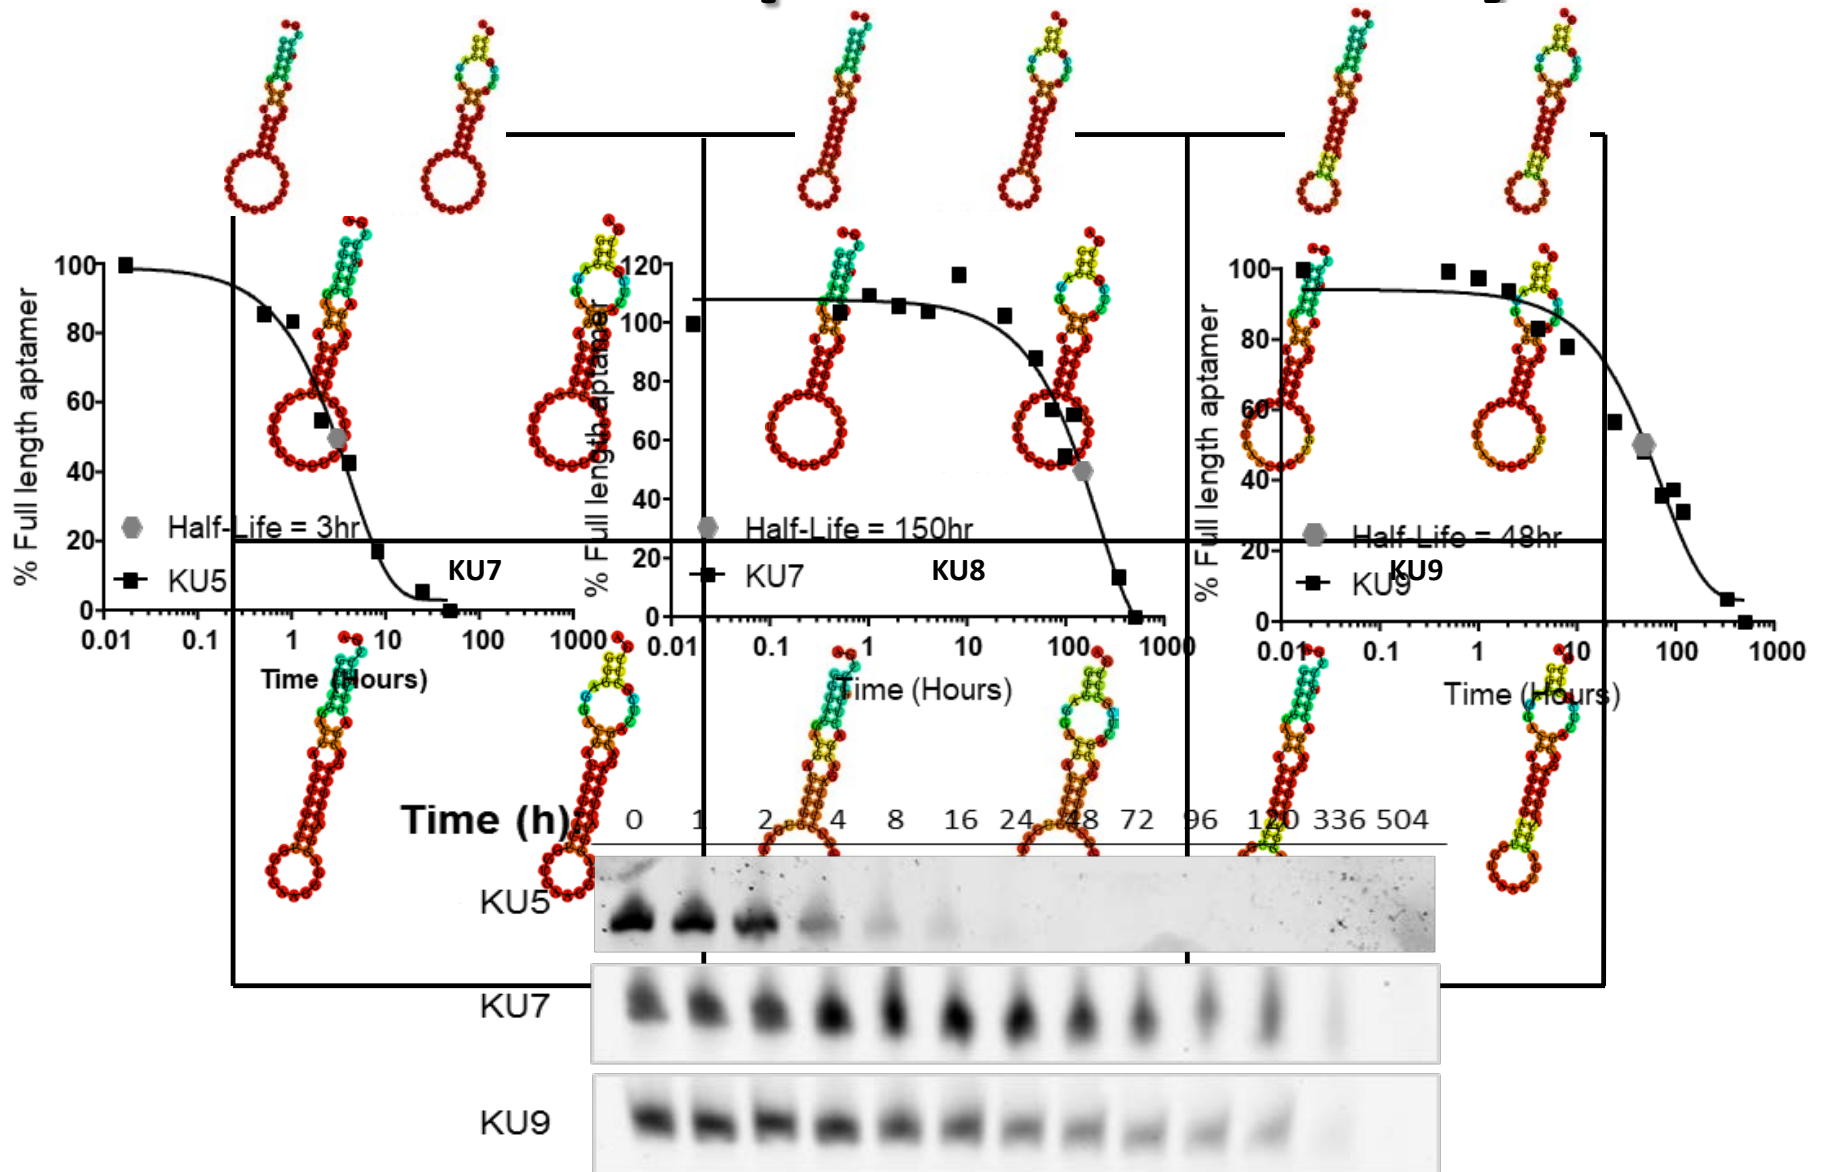 100
80
60
40
20
0
% Full length aptamer
Half-Life = 3hr
KU5
0.01 0.1 1 10 100 1000
Time (Hours)
120
100
80
60
40
20
0
% Full length aptamer
Half-Life = 150hr
KU7
0.01 0.1 1 10 100 1000
Time (Hours)
100
80
60
40
20
0
% Full length aptamer
Half-Life = 48hr
KU9
0.01 0.1 1 10 100 1000
Time (Hours)
KU7 KU8 KU9
Time (h): 0 1 2 4 8 16 24 48 72 96 120 336 504
KU5
KU7
KU9